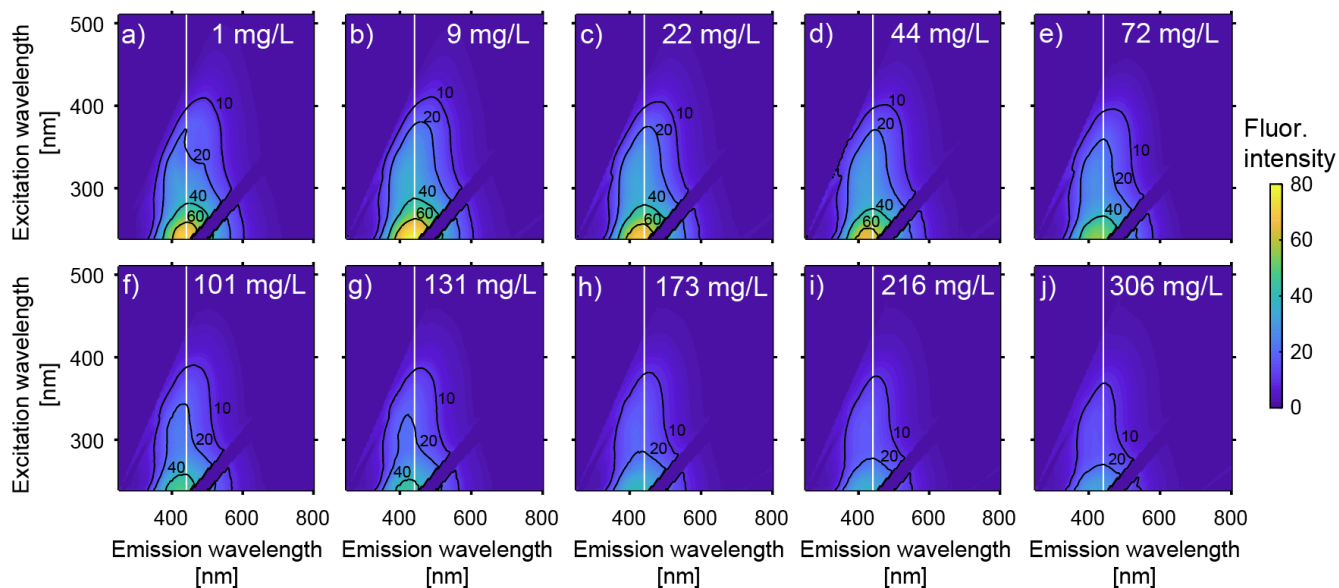 a) 1 mg/L
b) 9 mg/L
c) 22 mg/L
d) 44 mg/L
e) 72 mg/L
Excitation wavelength
[nm]
500
400
300
10
20
40
60
10
20
40
60
10
20
40
60
10
20
40
60
10
20
40
Fluor.
intensity
80
60
40
20
0
f) 101 mg/L
g) 131 mg/L
h) 173 mg/L
i) 216 mg/L
j) 306 mg/L
Excitation wavelength
[nm]
500
400
300
10
20
40
10
20
40
10
20
10
20
10
20
400 600 800
400 600 800
400 600 800
400 600 800
400 600 800
Emission wavelength
[nm]
Emission wavelength
[nm]
Emission wavelength
[nm]
Emission wavelength
[nm]
Emission wavelength
[nm]